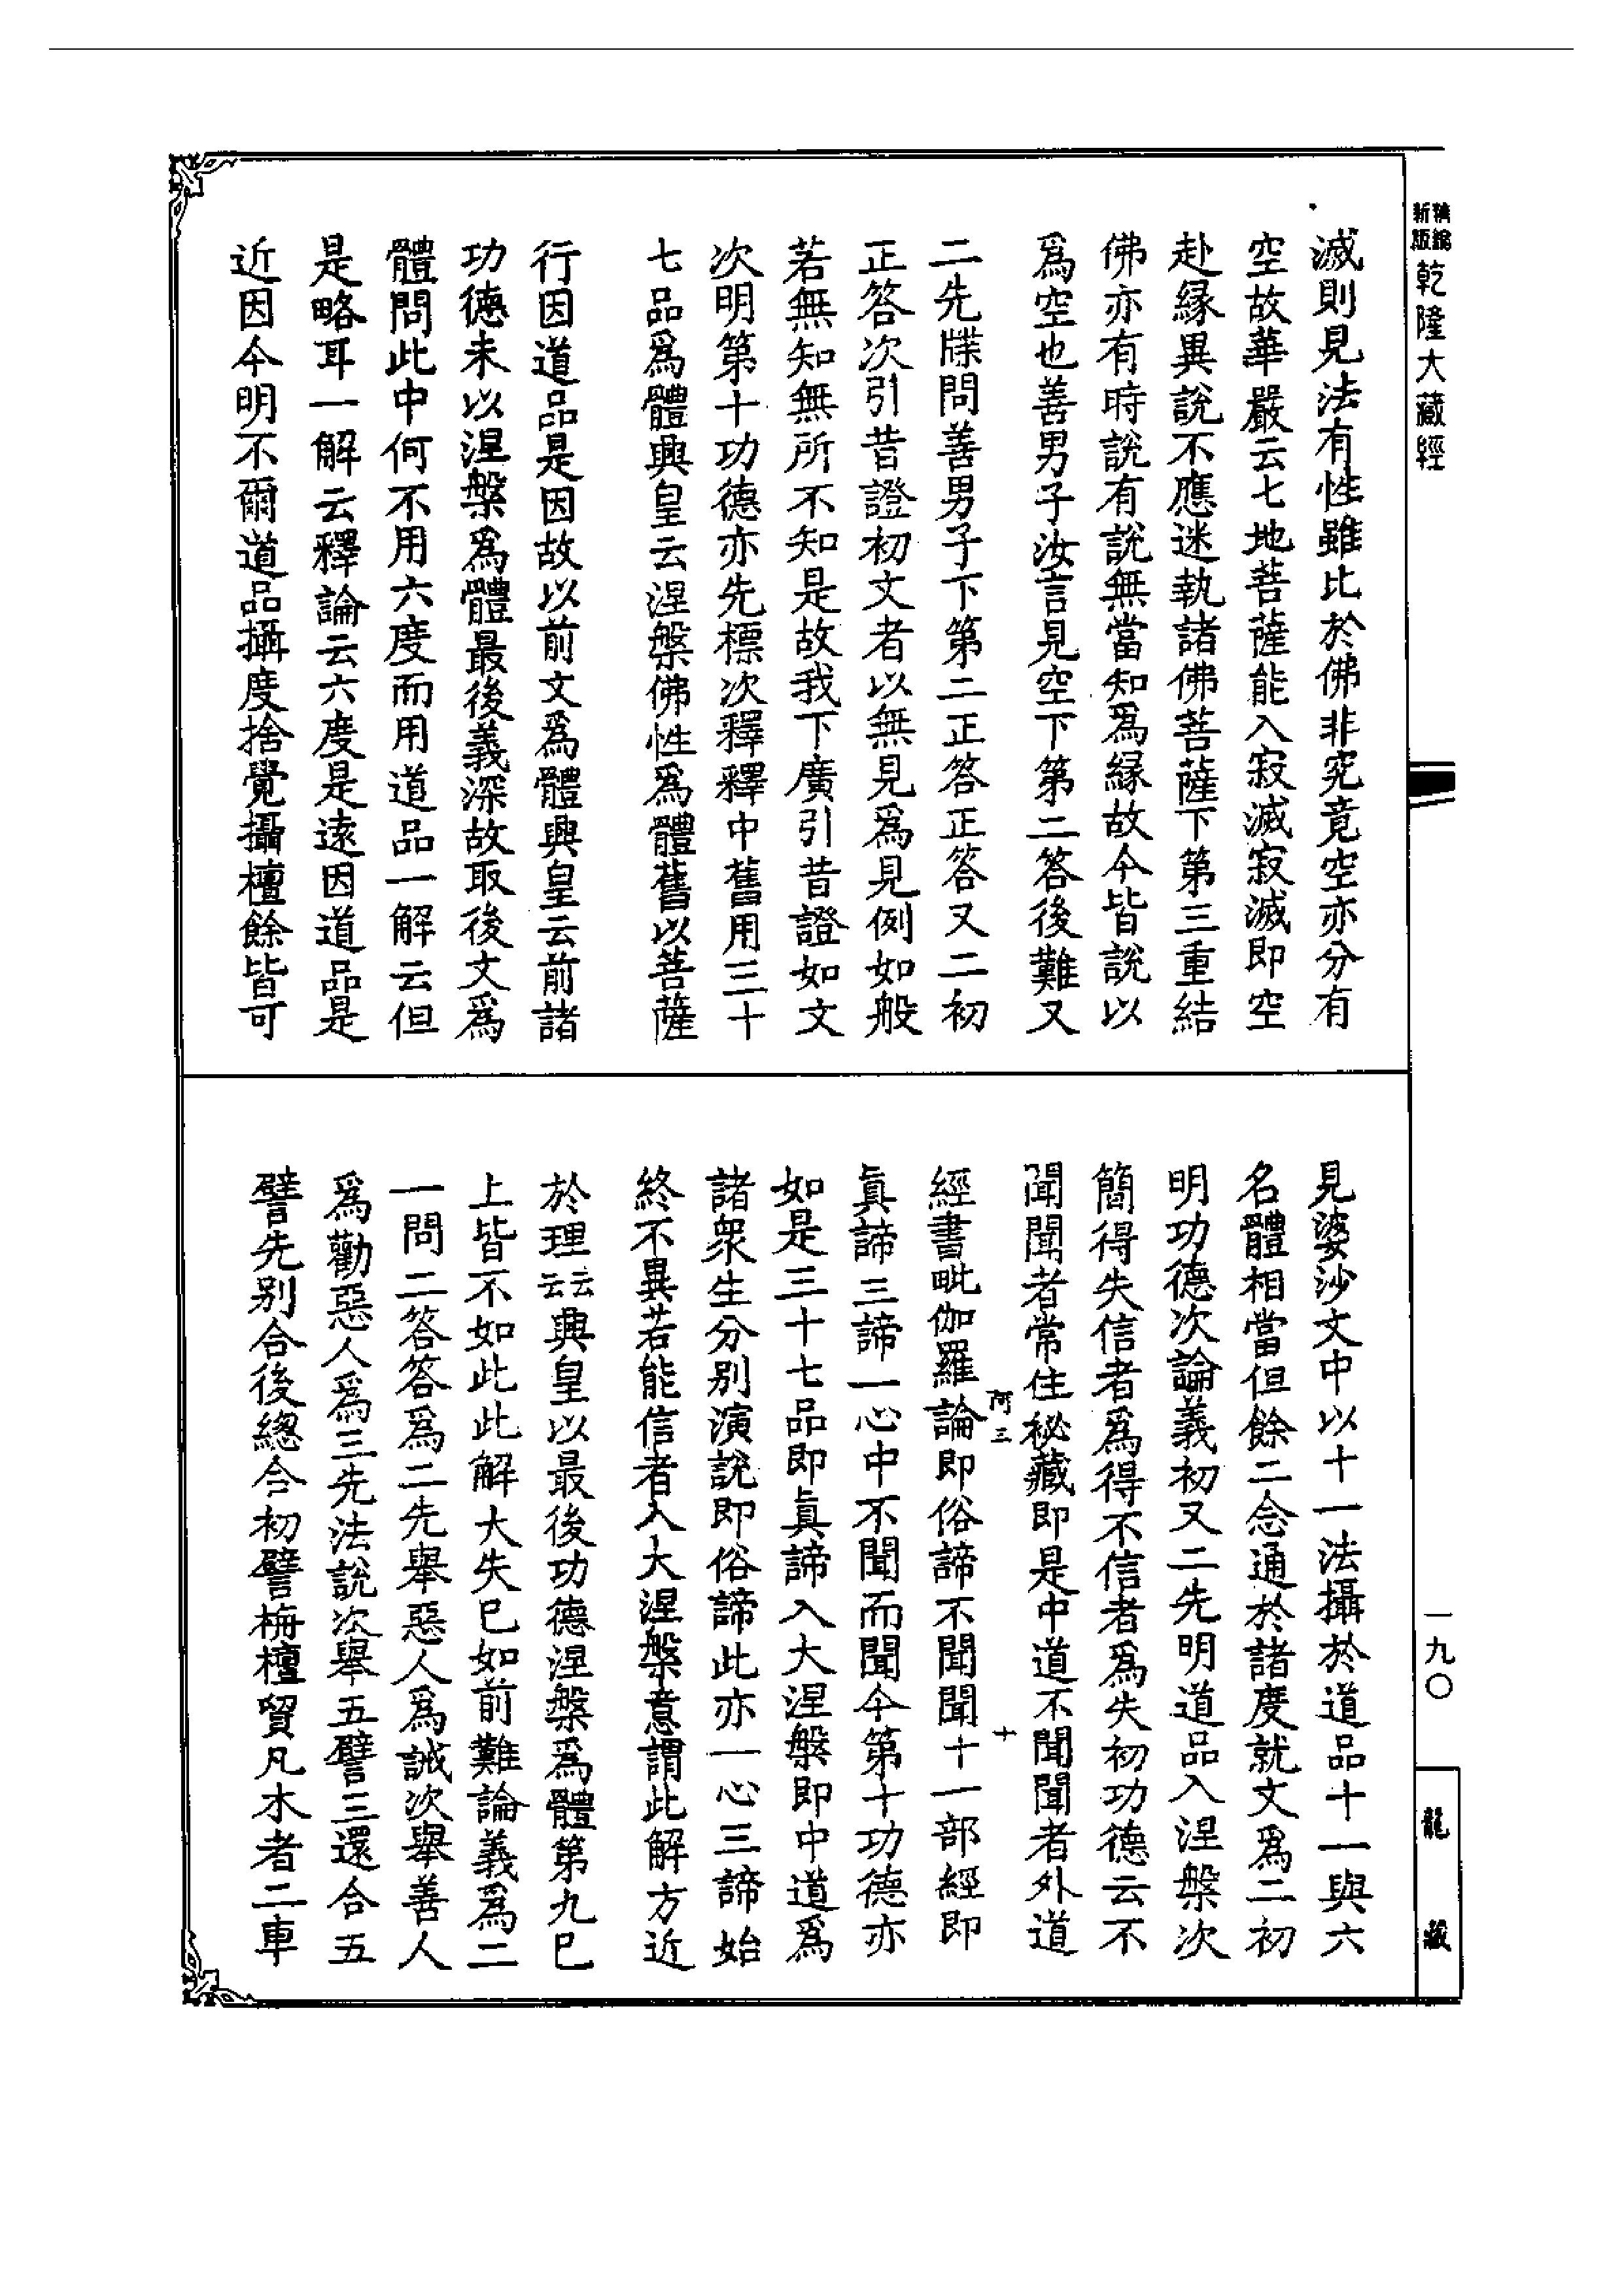 新編
縮版
乾隆大藏經
滅則見法有性雖比於佛非究竟空亦分有
空故華嚴云七地菩薩能入寂滅寂滅即空
赴緣異說不應迷執諸佛菩薩下第三重結
佛亦有時說有說無當知爲緣故今皆說以
爲空也善男子汝言見空下第二答後難又
二先牒問善男子下第二正答正答又二初
正答次引昔證初文者以無見爲見例如般
若無知無所不知是故我下廣引昔證如文
次明第十功德亦先標次釋釋中舊用三十
七品爲體興皇云涅槃佛性爲體舊以菩薩
行因道品是因故以前文爲體興皇云前諸
功德未以涅槃爲體最後義深故取後文爲
體問此中何不用六度而用道品一解云但
是略耳一解云釋論云六度是遠因道品是
近因今明不爾道品攝度捨覺攝檀餘皆可
見婆沙文中以十一法攝於道品十一與六
名體相當但餘二念通於諸度就文爲二初
明功德次論義初又二先明道品入涅槃次
簡得失信者爲得不信者爲失初功德云不
聞聞者常住祕藏即是中道不聞聞者外道
阿三
十
經書毗伽羅論即俗諦不聞聞十一部經即
眞諦三諦一心中不聞而聞今第十功德亦
如是三十七品即眞諦入大涅槃即中道爲
諸衆生分別演說即俗諦此亦一心三諦始
終不異若能信者入大涅槃意謂此解方近
於理云云興皇以最後功德涅槃爲體第九已
上皆不如此此解大失已如前難論義爲二
一問二答答爲二先舉惡人爲誡次舉善人
爲勸惡人爲三先法說次舉五譬三還合五
譬先別合後總合初譬栴檀貿凡木者二車
一九〇
龍藏